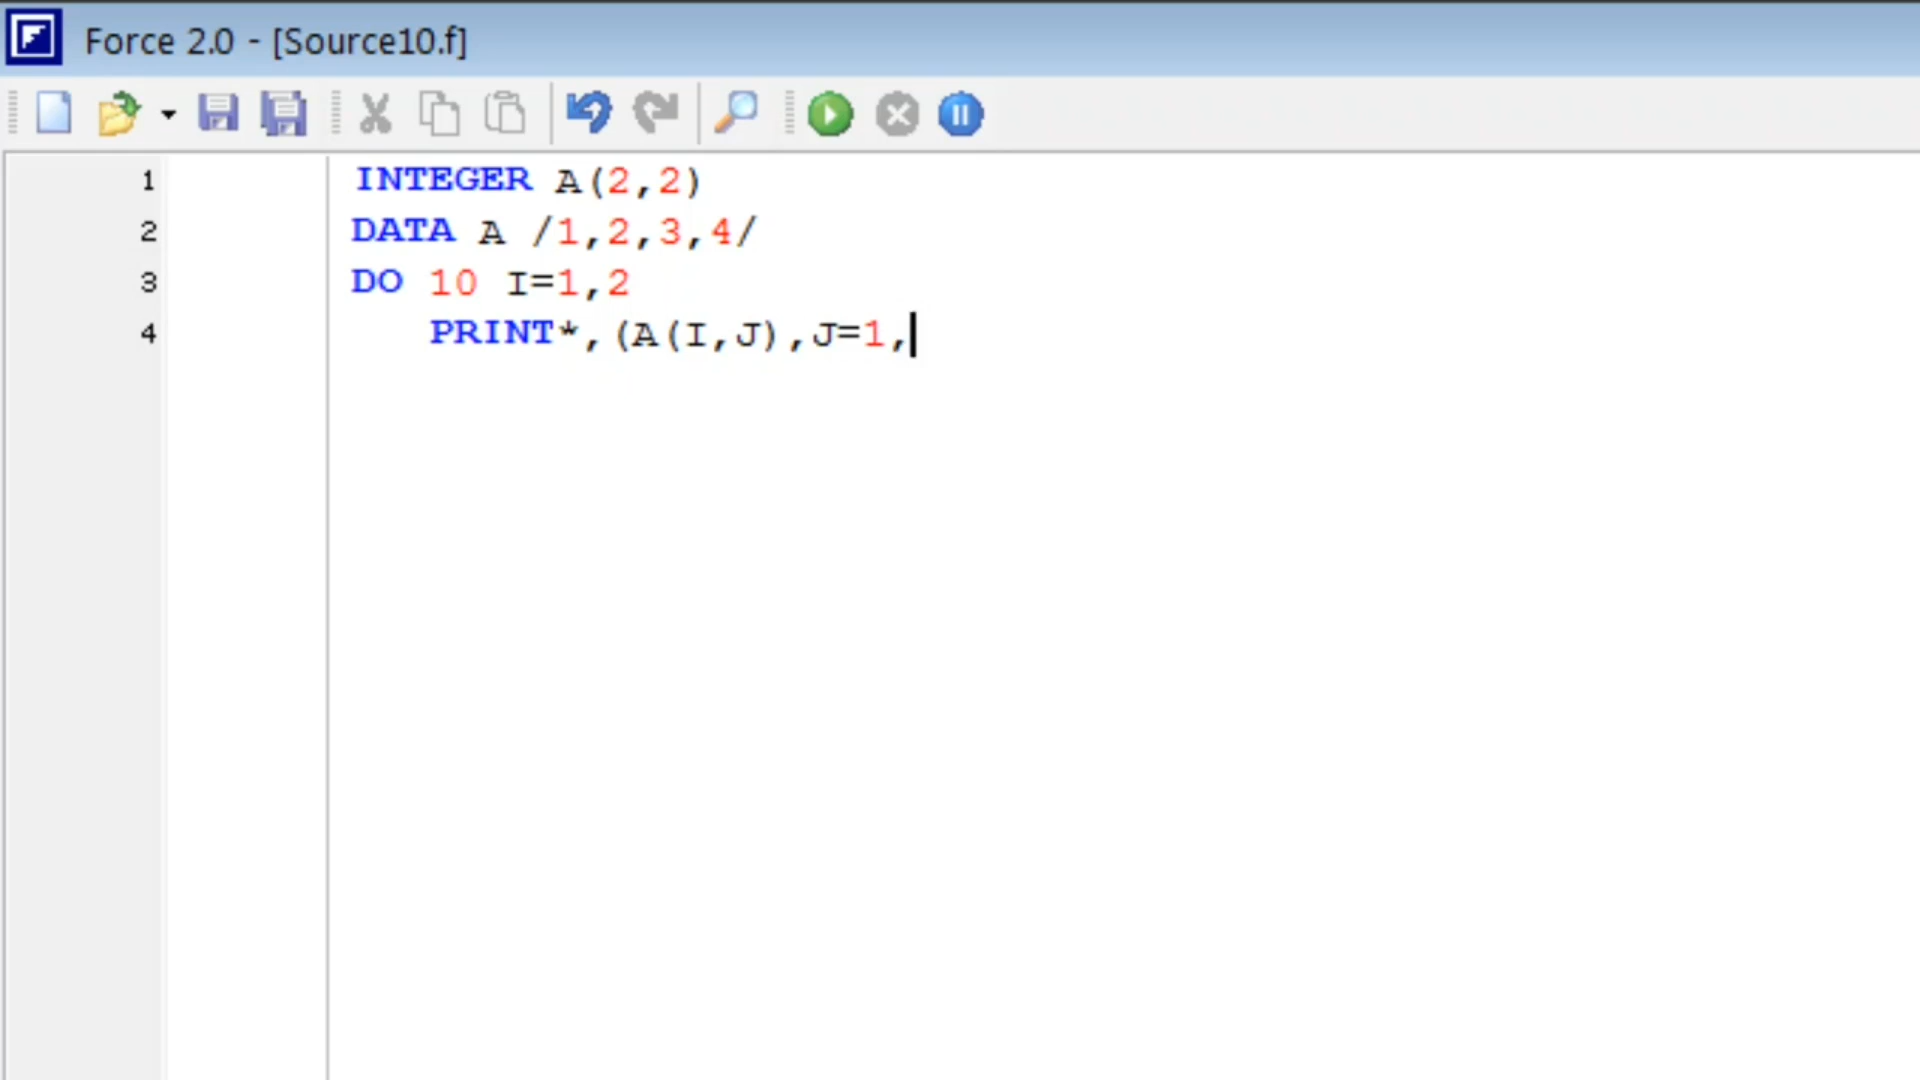 Force 2.0 - [Source10.f]
1 INTEGER A(2,2)
2 DATA A /1,2,3,4/
3 DO 10 I=1,2
4 PRINT*,(A(I,J),J=1,